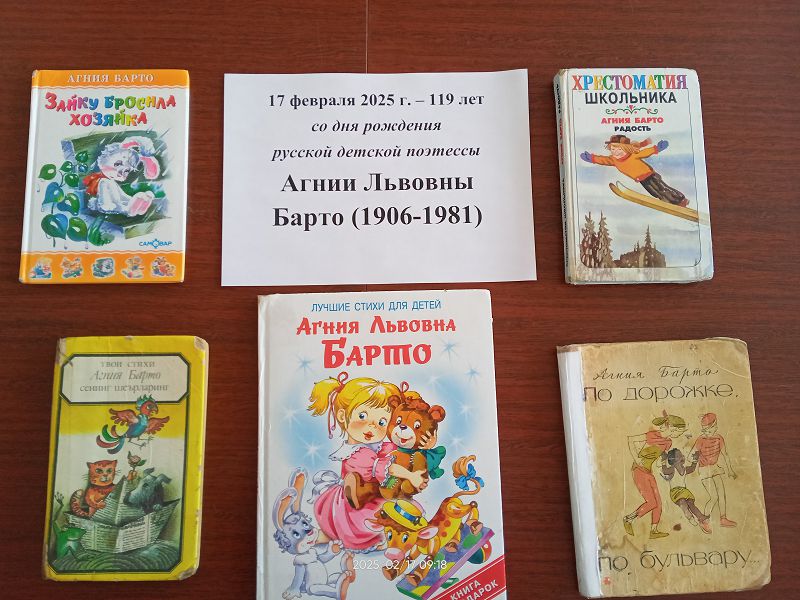 АГНИЯ БАРТО
ЗАЙКУ БРОСИЛА
ХОЗЯЙКА
САМОВАР
17 февраля 2025 г. – 119 лет
со дня рождения
русской детской поэтессы
Агнии Львовны
Барто (1906-1981)
ХРЕСТОМАТИЯ
ШКОЛЬНИКА
АГНИЯ БАРТО
РАДОСТЬ
ТВОИ СТИХИ
Агния Барто
СЕНИНГ ШЕЪРЛАРИНГ
ЛУЧШИЕ СТИХИ ДЛЯ ДЕТЕЙ
АГНИЯ ЛЬВОВНА
БАРТО
КНИГА
2025.02.17 09:18
Агния Барто
по дорожке,
по бульвару...